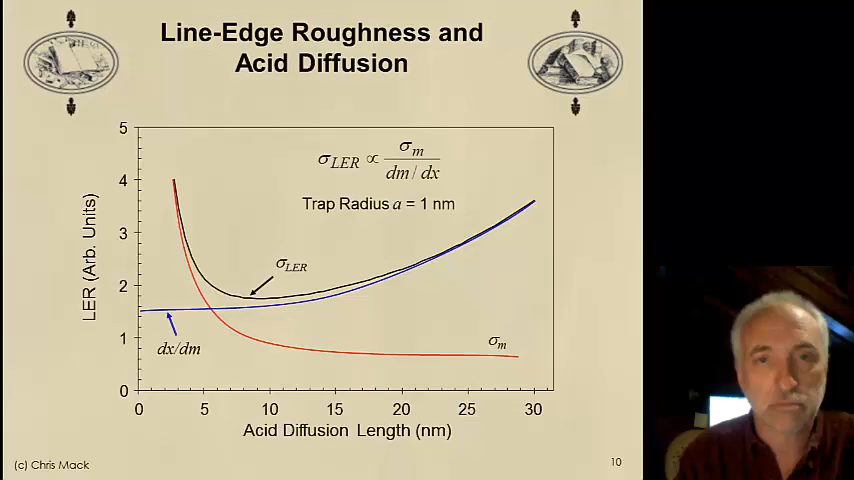 Line-Edge Roughness and
Acid Diffusion
5
4
3
2
1
0
LER (Arb. Units)
σLER ∝ σm / dm / dx
Trap Radius a = 1 nm
σLER
dx/dm
σm
0 5 10 15 20 25 30
Acid Diffusion Length (nm)
(c) Chris Mack
10